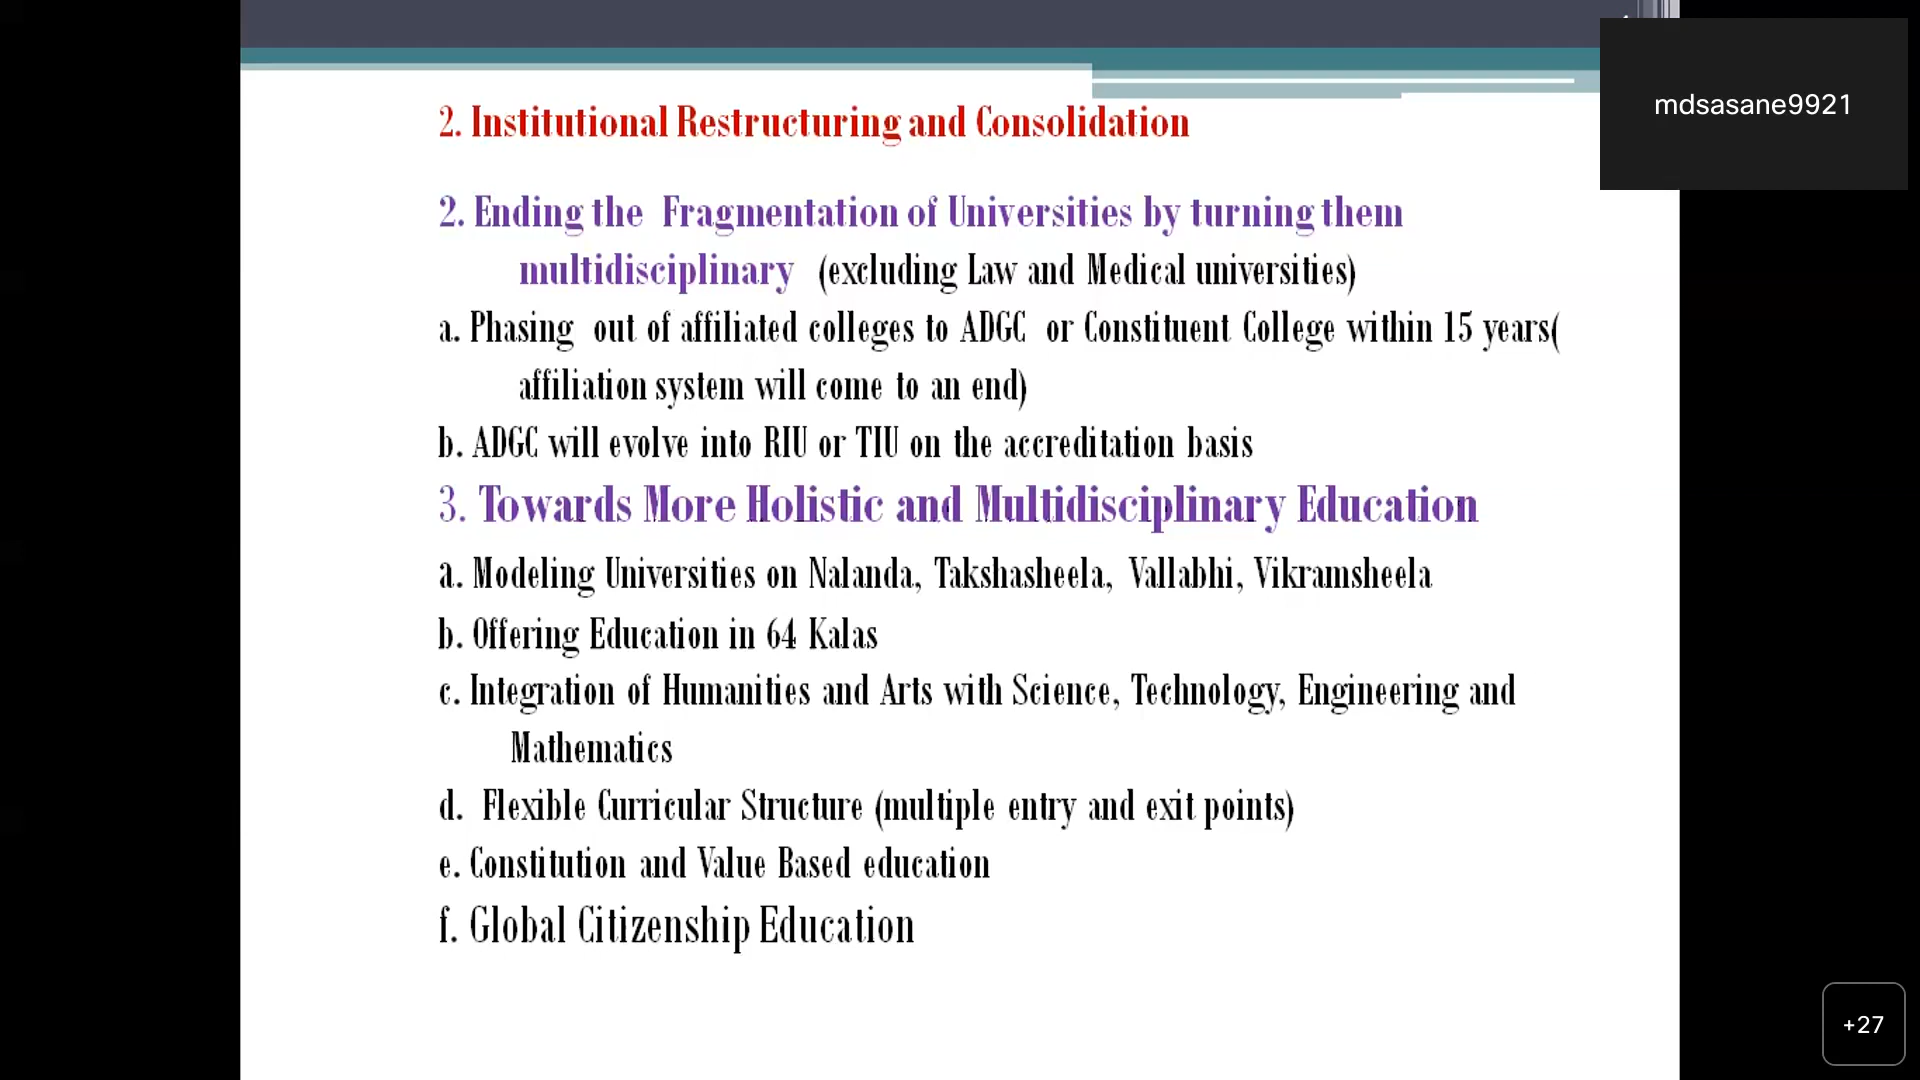 mdsasane9921
2. Institutional Restructuring and Consolidation
2. Ending the Fragmentation of Universities by turning them
multidisciplinary (excluding Law and Medical universities)
a. Phasing out of affiliated colleges to ADGC or Constituent College within 15 years(
affiliation system will come to an end)
b. ADGC will evolve into RIU or TIU on the accreditation basis
3. Towards More Holistic and Multidisciplinary Education
a. Modeling Universities on Nalanda, Takshasheela, Vallabhi, Vikramsheela
b. Offering Education in 64 Kalas
c. Integration of Humanities and Arts with Science, Technology, Engineering and
Mathematics
d. Flexible Curricular Structure (multiple entry and exit points)
e. Constitution and Value Based education
f. Global Citizenship Education
+27